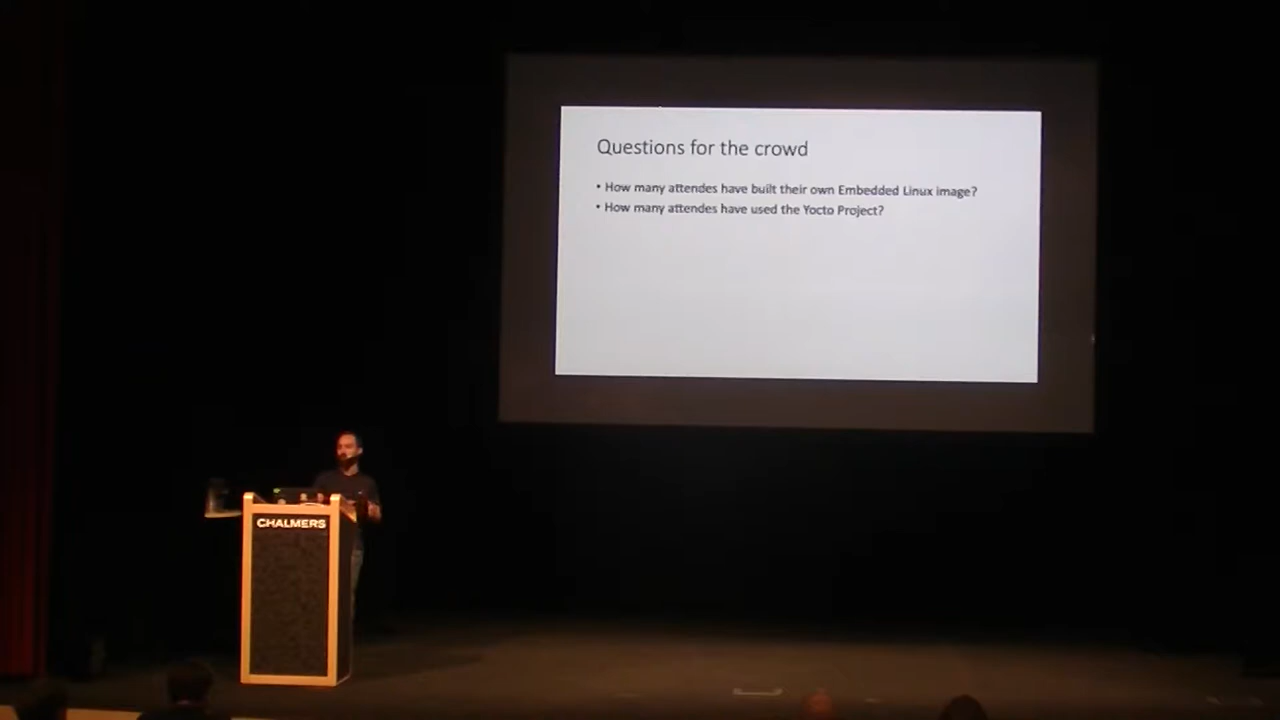 Questions for the crowd
• How many attendes have built their own Embedded Linux image?
• How many attendes have used the Yocto Project?
CHALMERS